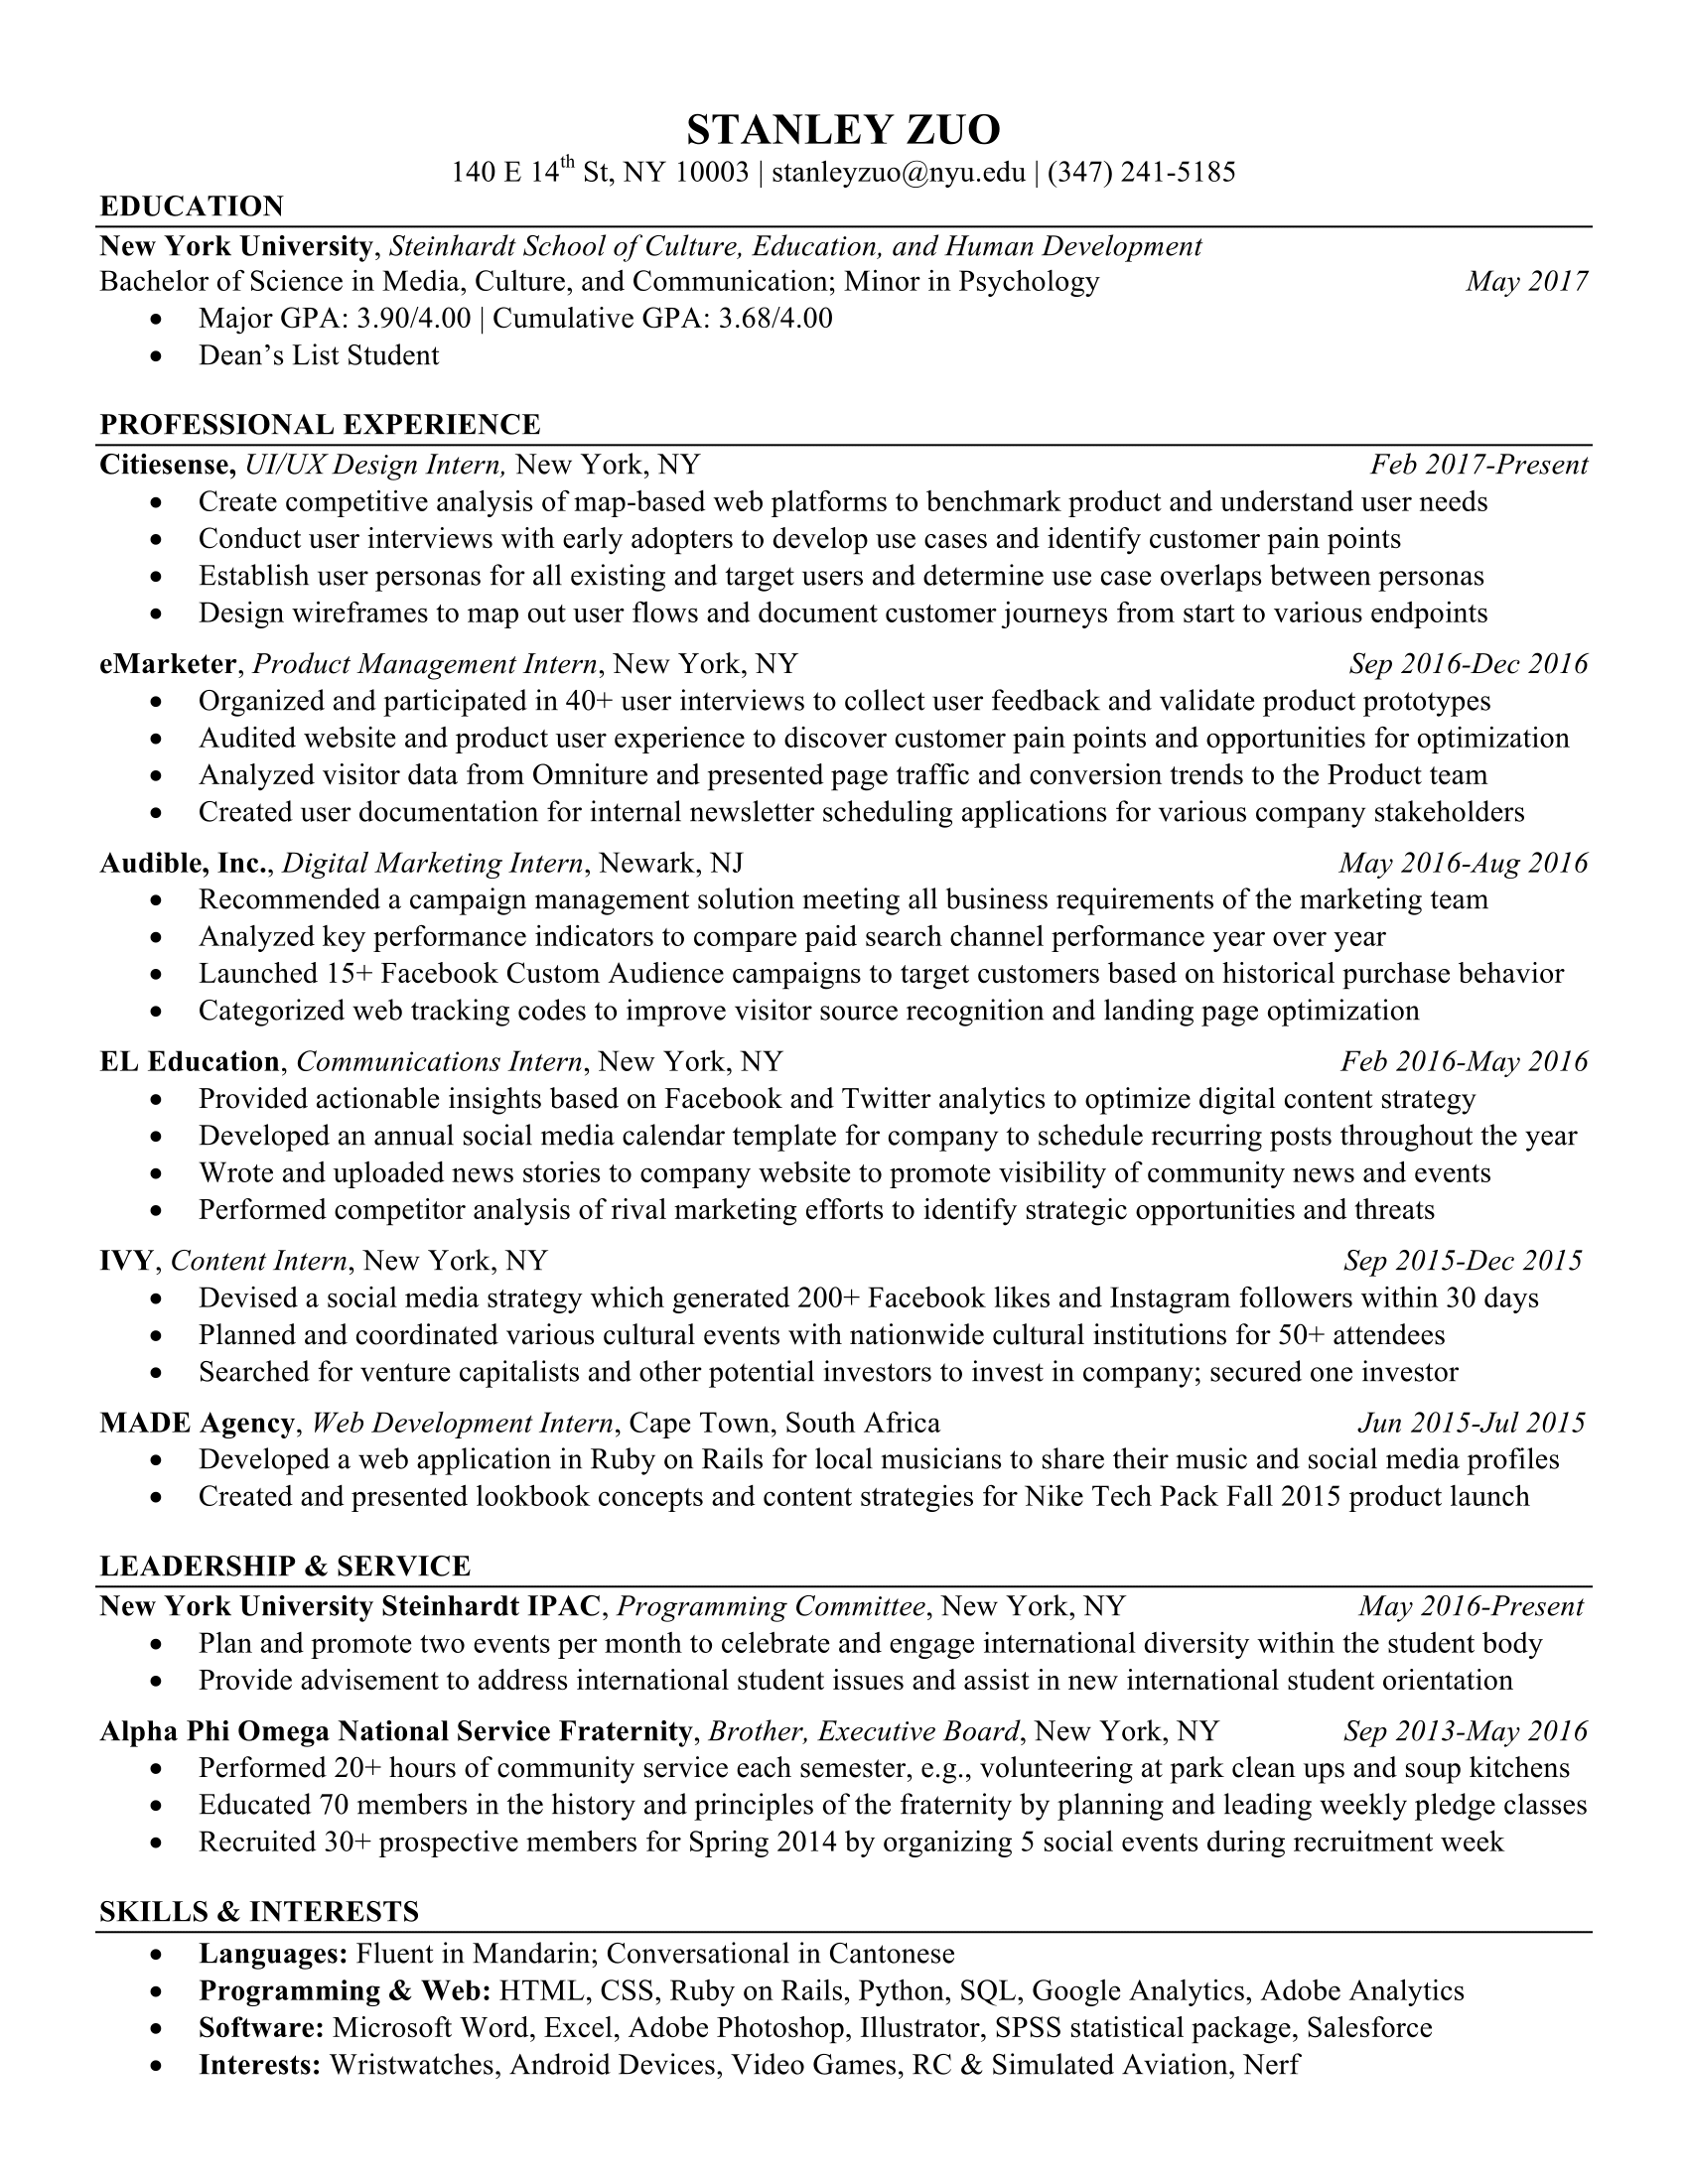 STANLEY ZUO
140 E 14th St, NY 10003 | stanleyzuo@nyu.edu | (347) 241-5185
EDUCATION
New York University, Steinhardt School of Culture, Education, and Human Development
Bachelor of Science in Media, Culture, and Communication; Minor in Psychology May 2017
• Major GPA: 3.90/4.00 | Cumulative GPA: 3.68/4.00
• Dean’s List Student
PROFESSIONAL EXPERIENCE
Citiesense, UI/UX Design Intern, New York, NY Feb 2017-Present
• Create competitive analysis of map-based web platforms to benchmark product and understand user needs
• Conduct user interviews with early adopters to develop use cases and identify customer pain points
• Establish user personas for all existing and target users and determine use case overlaps between personas
• Design wireframes to map out user flows and document customer journeys from start to various endpoints
eMarketer, Product Management Intern, New York, NY Sep 2016-Dec 2016
• Organized and participated in 40+ user interviews to collect user feedback and validate product prototypes
• Audited website and product user experience to discover customer pain points and opportunities for optimization
• Analyzed visitor data from Omniture and presented page traffic and conversion trends to the Product team
• Created user documentation for internal newsletter scheduling applications for various company stakeholders
Audible, Inc., Digital Marketing Intern, Newark, NJ May 2016-Aug 2016
• Recommended a campaign management solution meeting all business requirements of the marketing team
• Analyzed key performance indicators to compare paid search channel performance year over year
• Launched 15+ Facebook Custom Audience campaigns to target customers based on historical purchase behavior
• Categorized web tracking codes to improve visitor source recognition and landing page optimization
EL Education, Communications Intern, New York, NY Feb 2016-May 2016
• Provided actionable insights based on Facebook and Twitter analytics to optimize digital content strategy
• Developed an annual social media calendar template for company to schedule recurring posts throughout the year
• Wrote and uploaded news stories to company website to promote visibility of community news and events
• Performed competitor analysis of rival marketing efforts to identify strategic opportunities and threats
IVY, Content Intern, New York, NY Sep 2015-Dec 2015
• Devised a social media strategy which generated 200+ Facebook likes and Instagram followers within 30 days
• Planned and coordinated various cultural events with nationwide cultural institutions for 50+ attendees
• Searched for venture capitalists and other potential investors to invest in company; secured one investor
MADE Agency, Web Development Intern, Cape Town, South Africa Jun 2015-Jul 2015
• Developed a web application in Ruby on Rails for local musicians to share their music and social media profiles
• Created and presented lookbook concepts and content strategies for Nike Tech Pack Fall 2015 product launch
LEADERSHIP & SERVICE
New York University Steinhardt IPAC, Programming Committee, New York, NY May 2016-Present
• Plan and promote two events per month to celebrate and engage international diversity within the student body
• Provide advisement to address international student issues and assist in new international student orientation
Alpha Phi Omega National Service Fraternity, Brother, Executive Board, New York, NY Sep 2013-May 2016
• Performed 20+ hours of community service each semester, e.g., volunteering at park clean ups and soup kitchens
• Educated 70 members in the history and principles of the fraternity by planning and leading weekly pledge classes
• Recruited 30+ prospective members for Spring 2014 by organizing 5 social events during recruitment week
SKILLS & INTERESTS
• Languages: Fluent in Mandarin; Conversational in Cantonese
• Programming & Web: HTML, CSS, Ruby on Rails, Python, SQL, Google Analytics, Adobe Analytics
• Software: Microsoft Word, Excel, Adobe Photoshop, Illustrator, SPSS statistical package, Salesforce
• Interests: Wristwatches, Android Devices, Video Games, RC & Simulated Aviation, Nerf